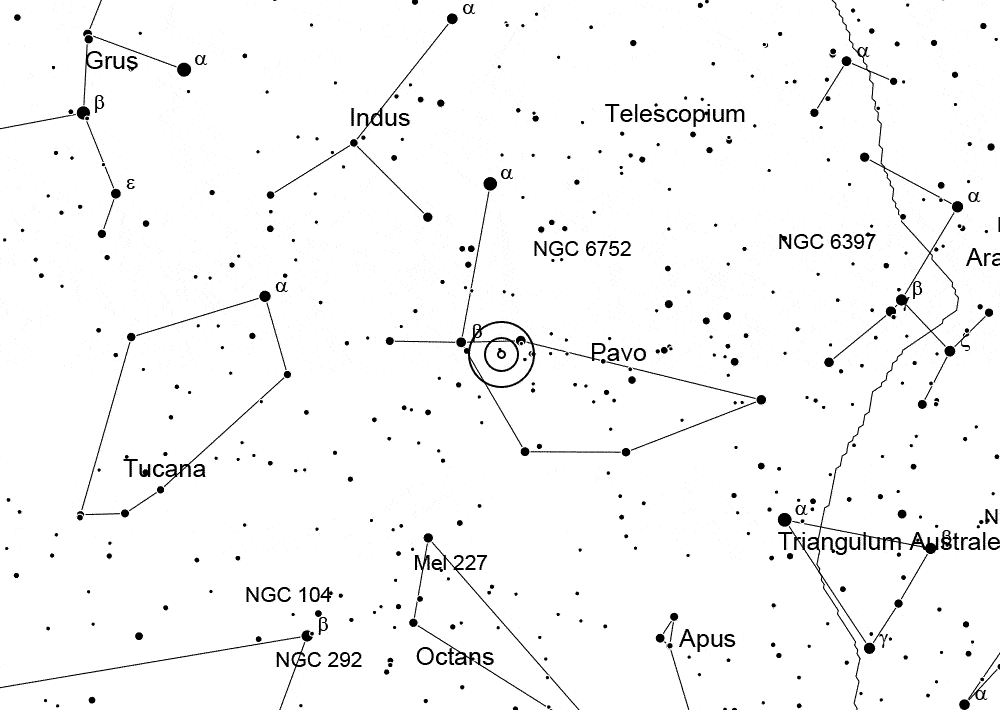 α
α
α
Grus
β
Indus
Telescopium
α
ε
α
NGC 6752
NGC 6397
Ara
α
β
β
ζ
Pavo
Tucana
α
N
Triangulum Australe
β
Mel 227
NGC 104
β
γ
NGC 292
Octans
Apus
α